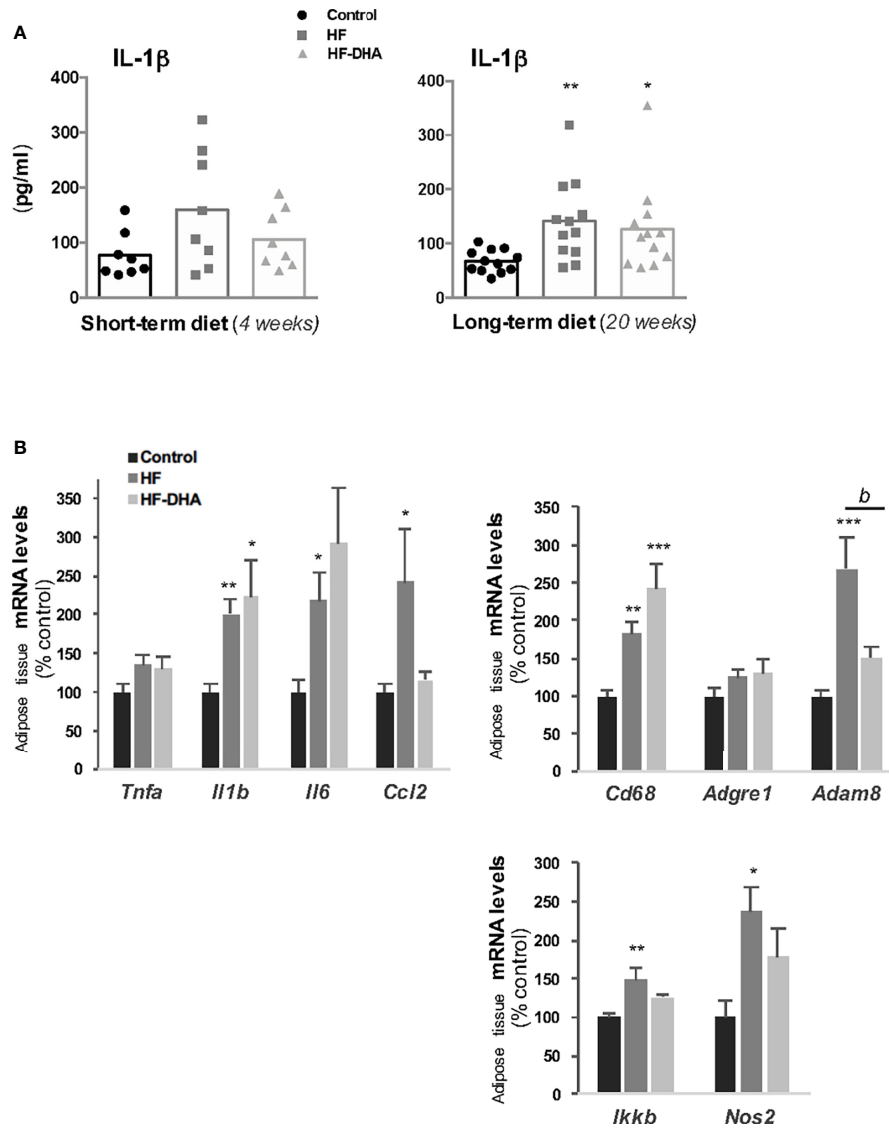 A
Control
HF
HF-DHA
IL-1β
IL-1β
400
300
200
100
0
(pg/ml)
Short-term diet (4 weeks)
400
300
200
100
0
**
*
Long-term diet (20 weeks)
B
Control
HF
HF-DHA
Adipose tissue mRNA levels
(% control)
350
300
250
200
150
100
50
0
**
*
*
*
Tnfa Il1b Il6 Ccl2
Adipose tissue mRNA levels
(% control)
350
300
250
200
150
100
50
0
**
***
***
b
Cd68 Adgre1 Adam8
Adipose tissue mRNA levels
(% control)
300
250
200
150
100
50
0
**
*
Ikkb Nos2